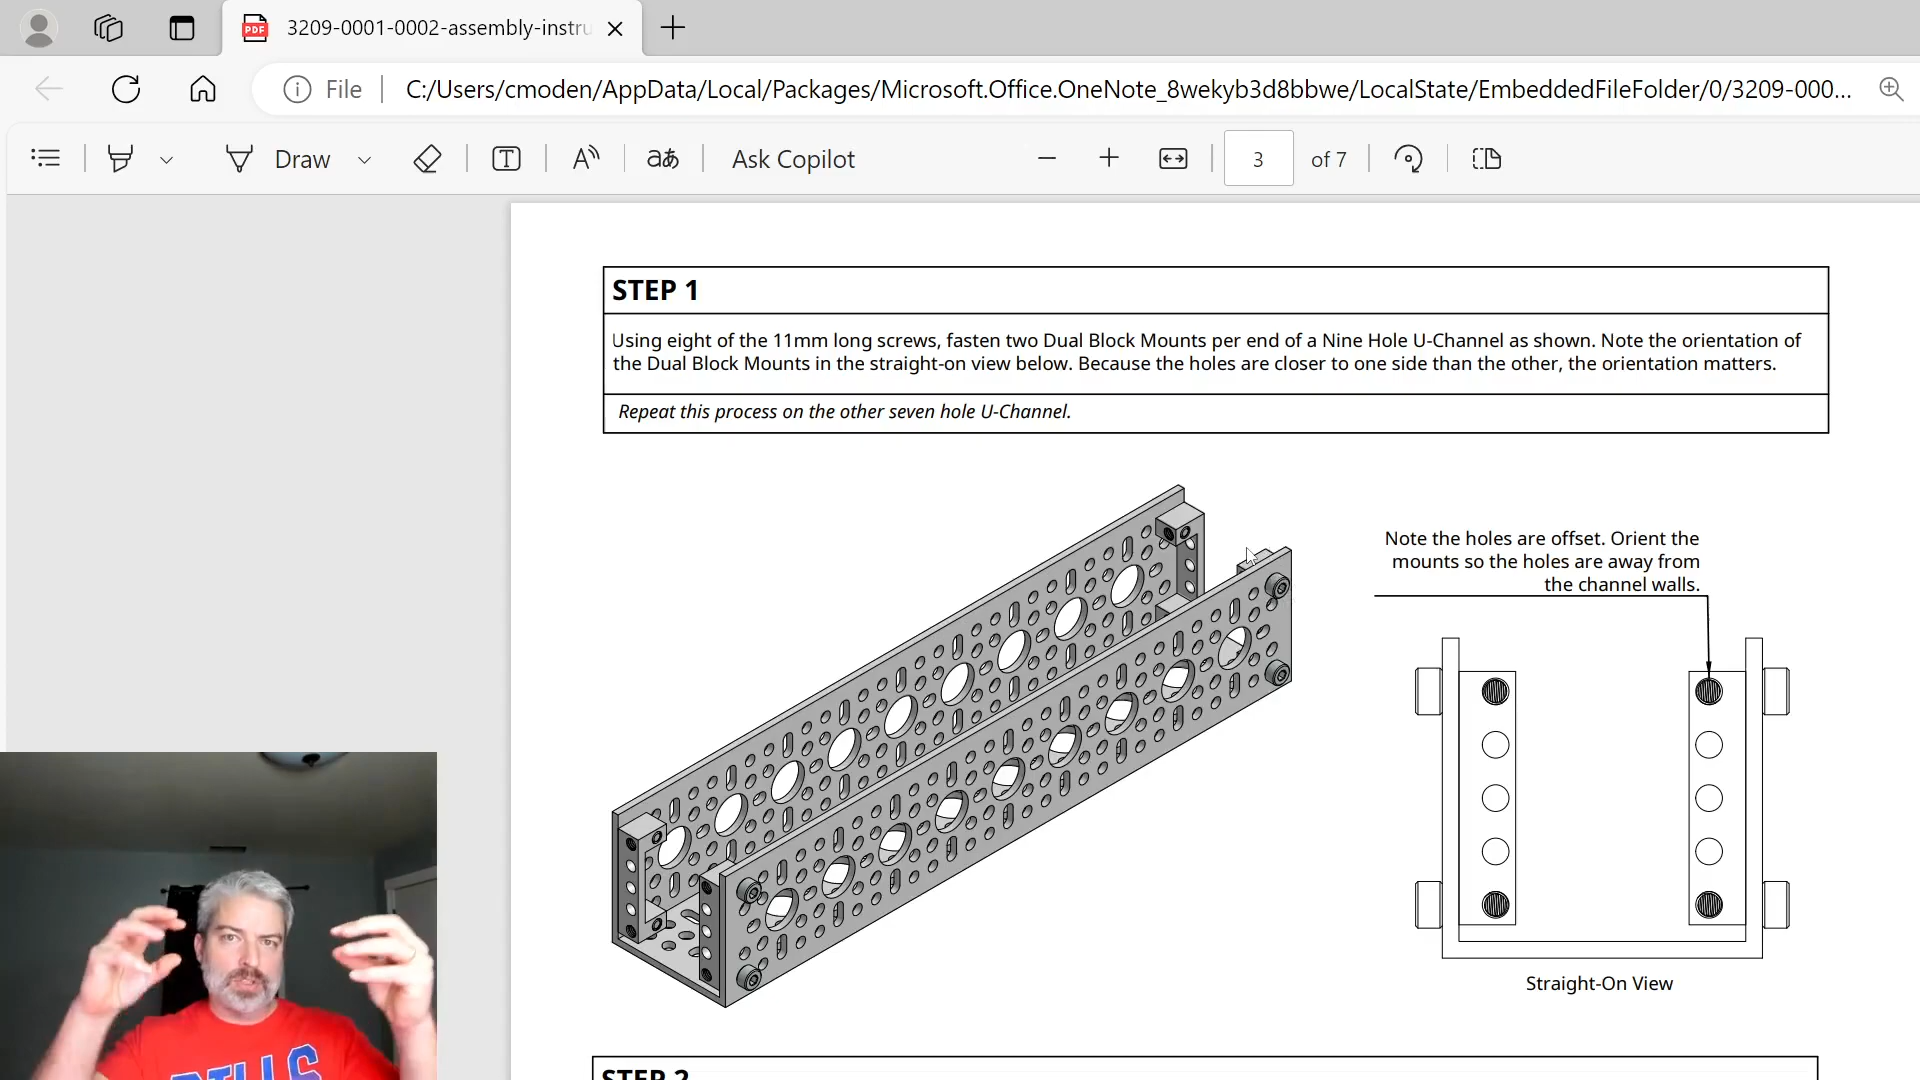 3209-0001-0002-assembly-instru
File
C:/Users/cmoden/AppData/Local/Packages/Microsoft.Office.OneNote_8wekyb3d8bbwe/LocalState/EmbeddedFileFolder/0/3209-000...
Draw
aあ
Ask Copilot
3
of 7
STEP 1
Using eight of the 11mm long screws, fasten two Dual Block Mounts per end of a Nine Hole U-Channel as shown. Note the orientation of
the Dual Block Mounts in the straight-on view below. Because the holes are closer to one side than the other, the orientation matters.
Repeat this process on the other seven hole U-Channel.
Note the holes are offset. Orient the
mounts so the holes are away from
the channel walls.
Straight-On View
STEP 2